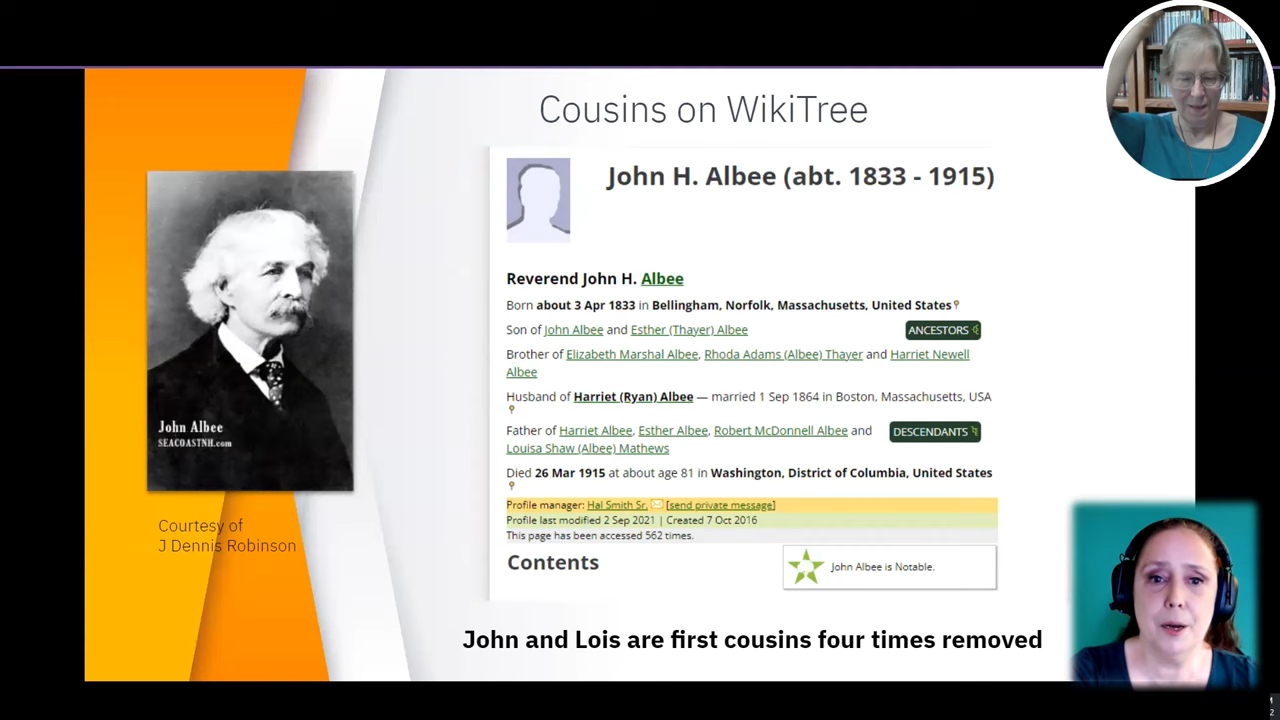 Cousins on WikiTree
John H. Albee (abt. 1833 - 1915)
Reverend John H. Albee
Born about 3 Apr 1833 in Bellingham, Norfolk, Massachusetts, United States
Son of John Albee and Esther (Thayer) Albee
ANCESTORS
Brother of Elizabeth Marshal Albee, Rhoda Adams (Albee) Thayer and Harriet Newell
Albee
Husband of Harriet (Ryan) Albee — married 1 Sep 1864 in Boston, Massachusetts, USA
Father of Harriet Albee, Esther Albee, Robert McDonnell Albee and
DESCENDANTS
Louisa Shaw (Albee) Mathews
Died 26 Mar 1915 at about age 81 in Washington, District of Columbia, United States
Profile manager: Hal Smith Sr. [send private message]
Profile last modified 2 Sep 2021 | Created 7 Oct 2016
This page has been accessed 562 times.
Contents
John Albee is Notable.
John Albee
SEACOASTNH.com
Courtesy of
J Dennis Robinson
John and Lois are first cousins four times removed